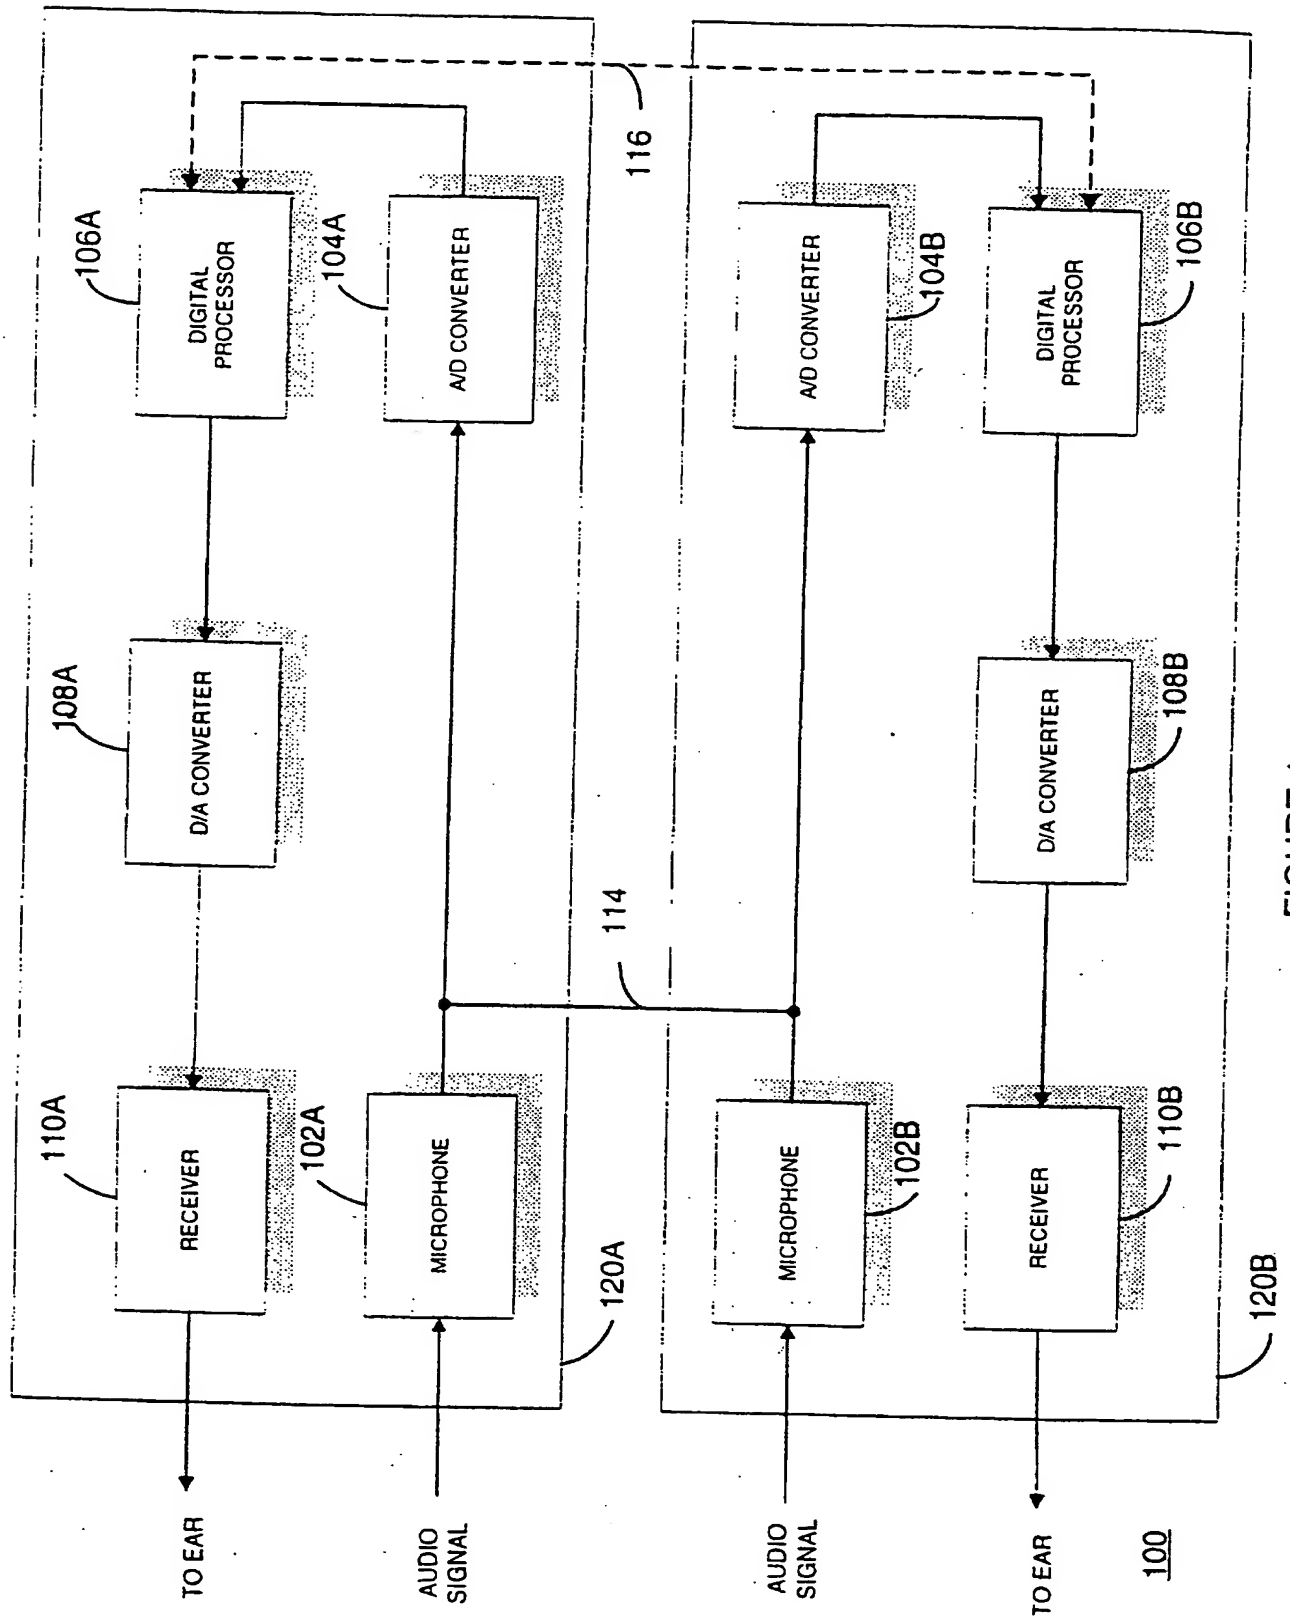 106A
DIGITAL
PROCESSOR
104A
A/D CONVERTER
108A
D/A CONVERTER
110A
RECEIVER
102A
MICROPHONE
120A
TO EAR
AUDIO
SIGNAL
116
114
A/D CONVERTER
104B
DIGITAL
PROCESSOR
106B
D/A CONVERTER
108B
MICROPHONE
102B
RECEIVER
110B
120B
AUDIO
SIGNAL
TO EAR
100